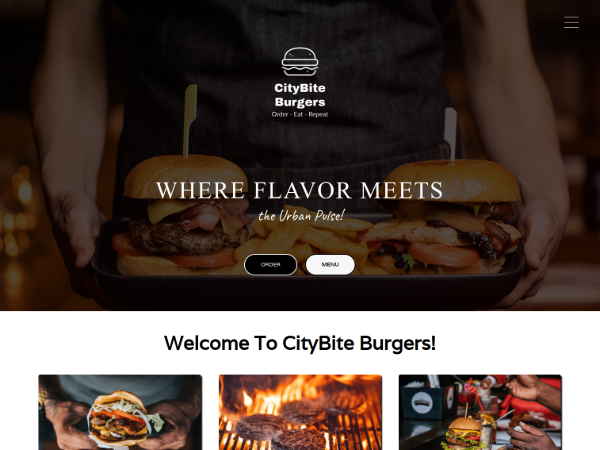 CityBite
Burgers
Order - Eat - Repeat
WHERE FLAVOR MEETS
the Urban Pulse!
ORDER
MENU
Welcome To CityBite Burgers!